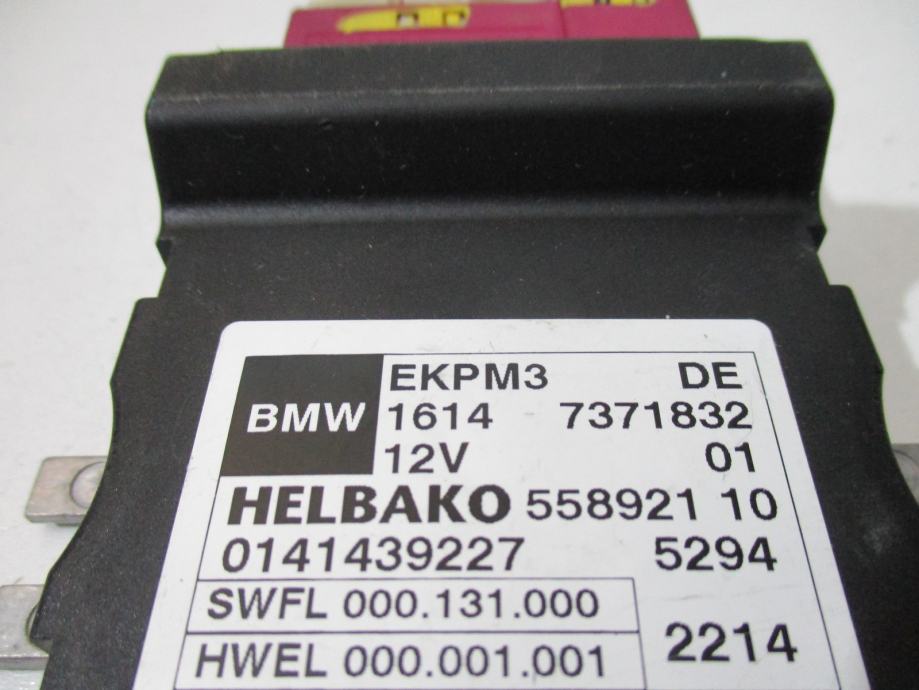 EKPM3 DE
BMW 1614 7371832
12V 01
HELBAKO 558921 10
0141439227 5294
SWFL 000.131.000
HWEL 000.001.001 2214